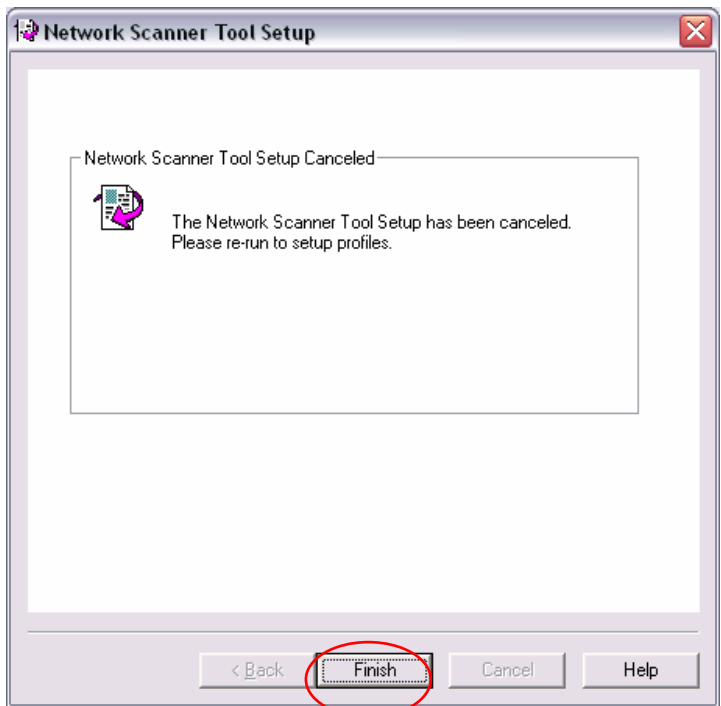 Network Scanner Tool Setup
Network Scanner Tool Setup Canceled
The Network Scanner Tool Setup has been canceled.
Please re-run to setup profiles.
< Back Finish Cancel Help